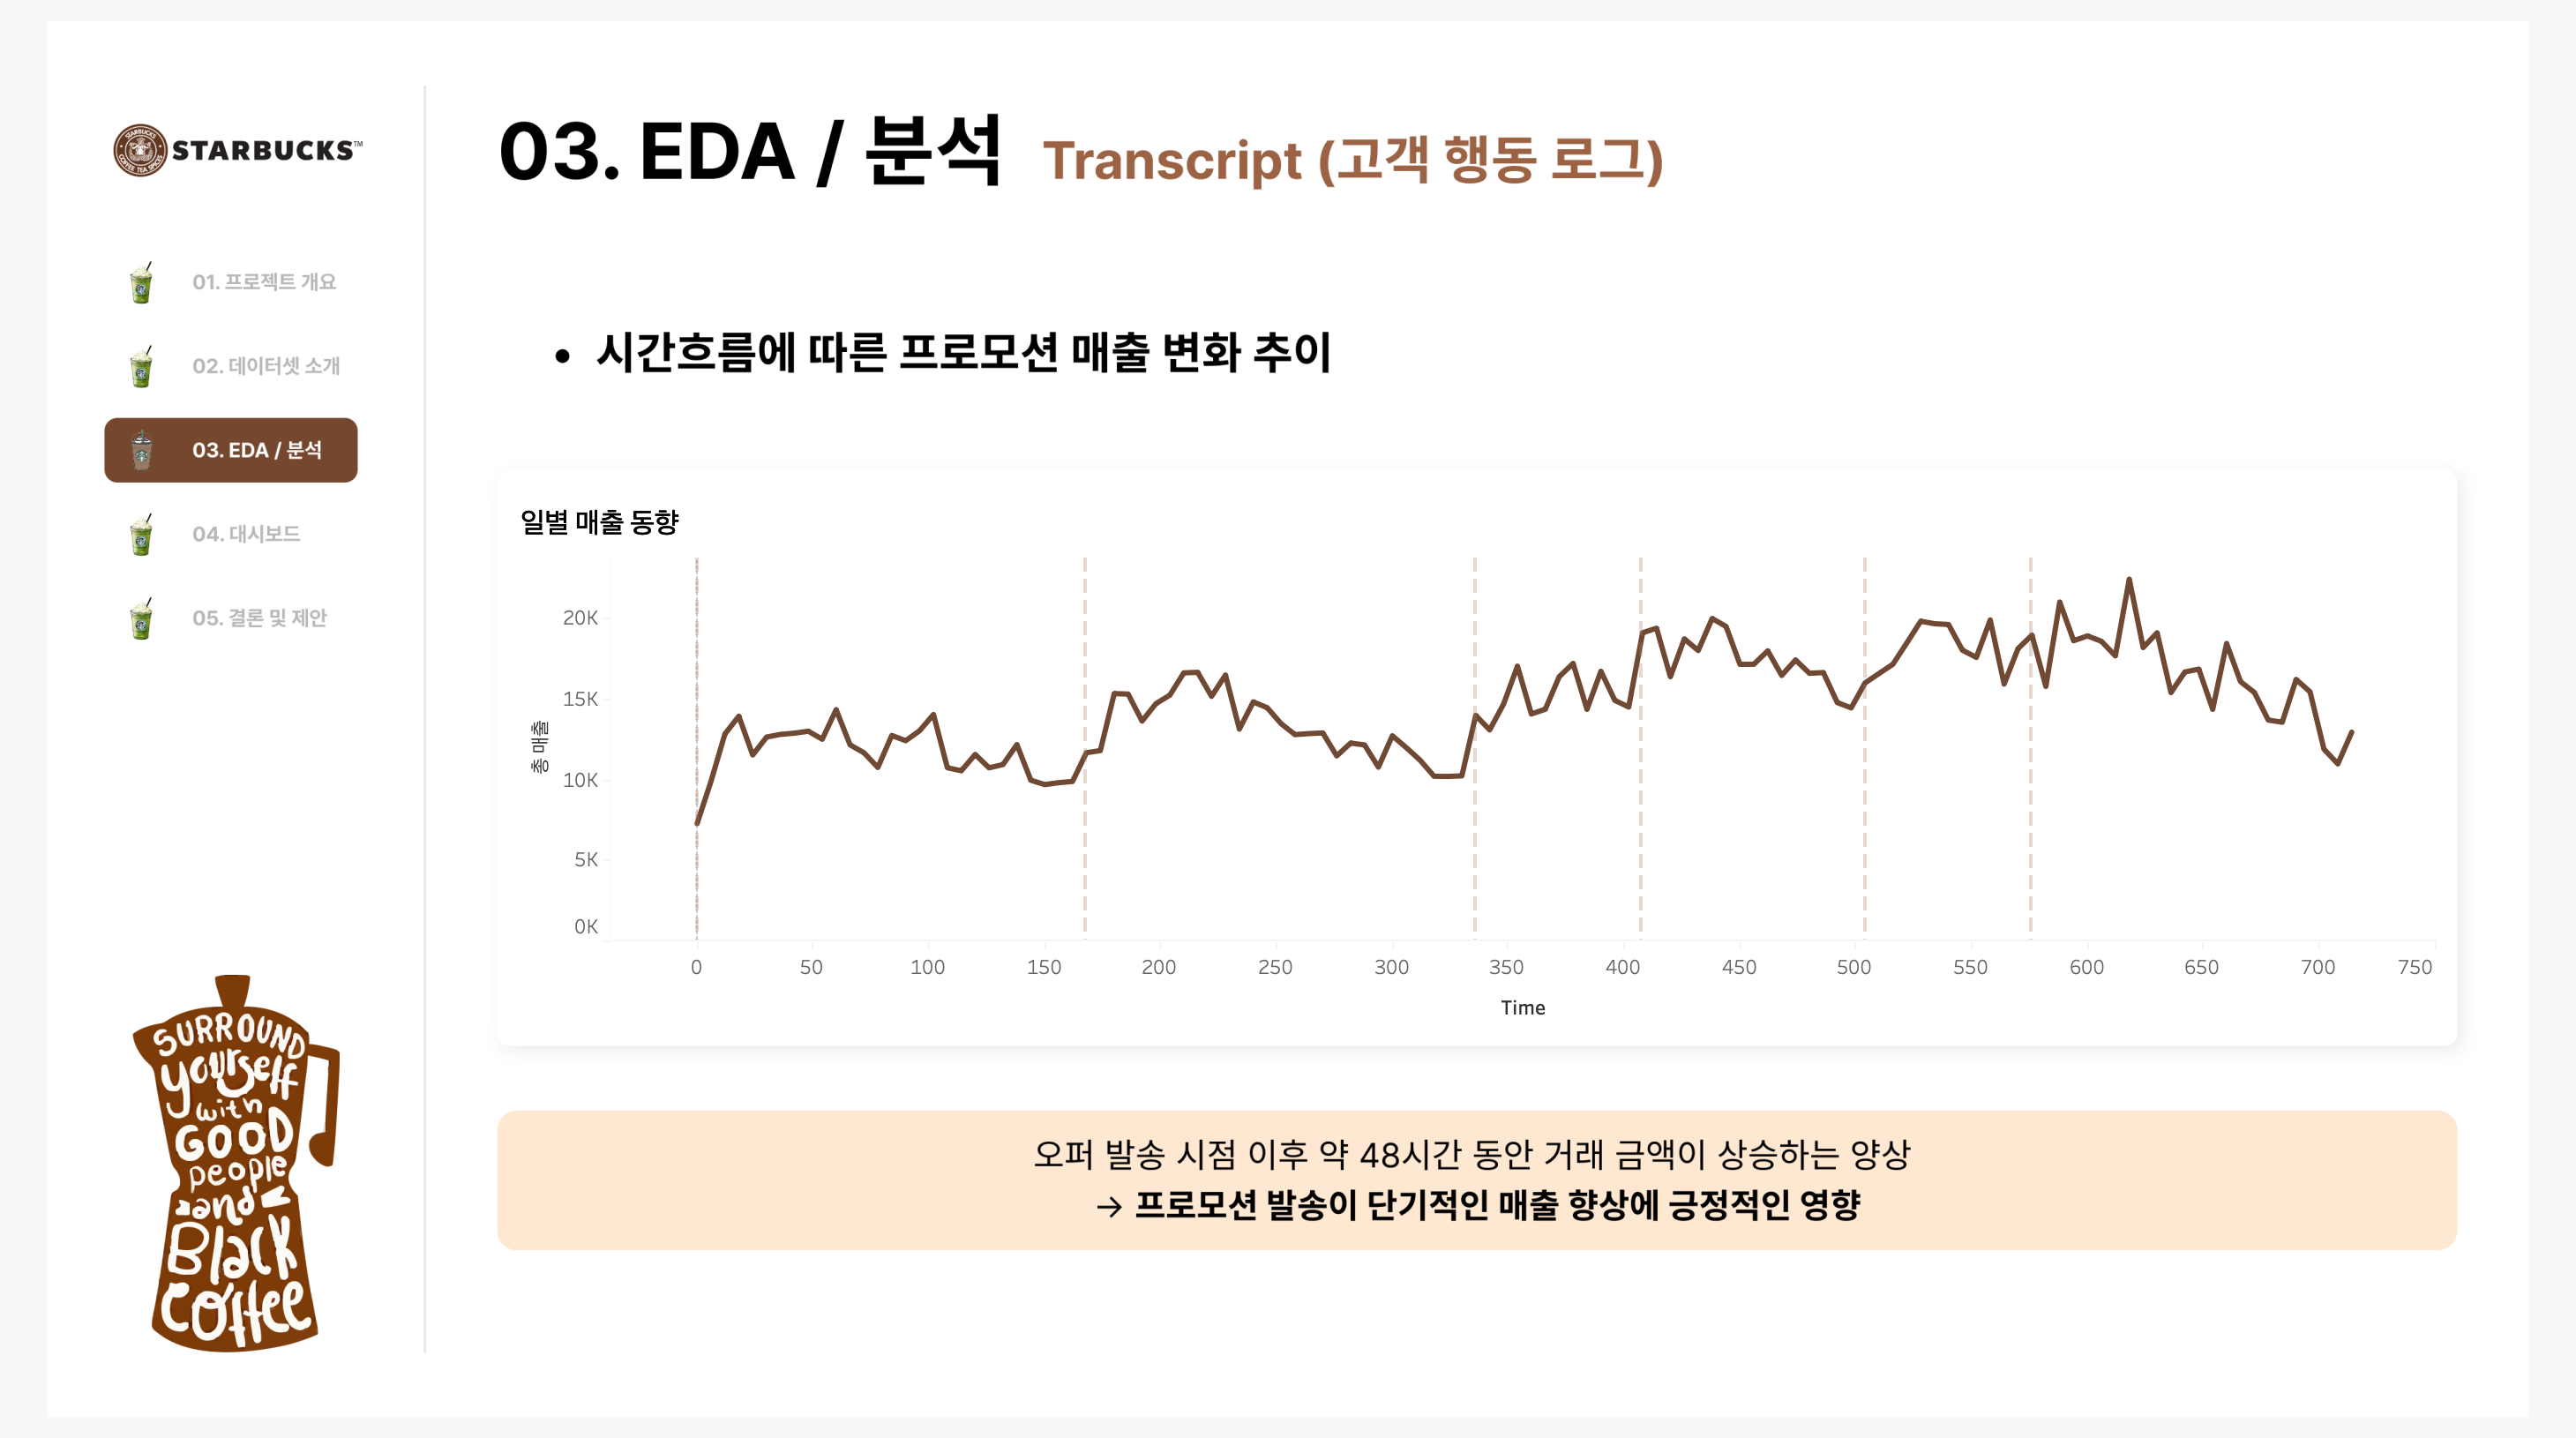 STARBUCKS™
STARBUCKS
COFFEE TEA SPICES
01. 프로젝트 개요
02. 데이터셋 소개
03. EDA / 분석
04. 대시보드
05. 결론 및 제안
SURROUND
yourself
with
GOOD
people
and
Black
Coffee
03. EDA / 분석 Transcript (고객 행동 로그)
• 시간흐름에 따른 프로모션 매출 변화 추이
일별 매출 동향
총 매출
20K
15K
10K
5K
0K
0 50 100 150 200 250 300 350 400 450 500 550 600 650 700 750
Time
오퍼 발송 시점 이후 약 48시간 동안 거래 금액이 상승하는 양상
→ 프로모션 발송이 단기적인 매출 향상에 긍정적인 영향